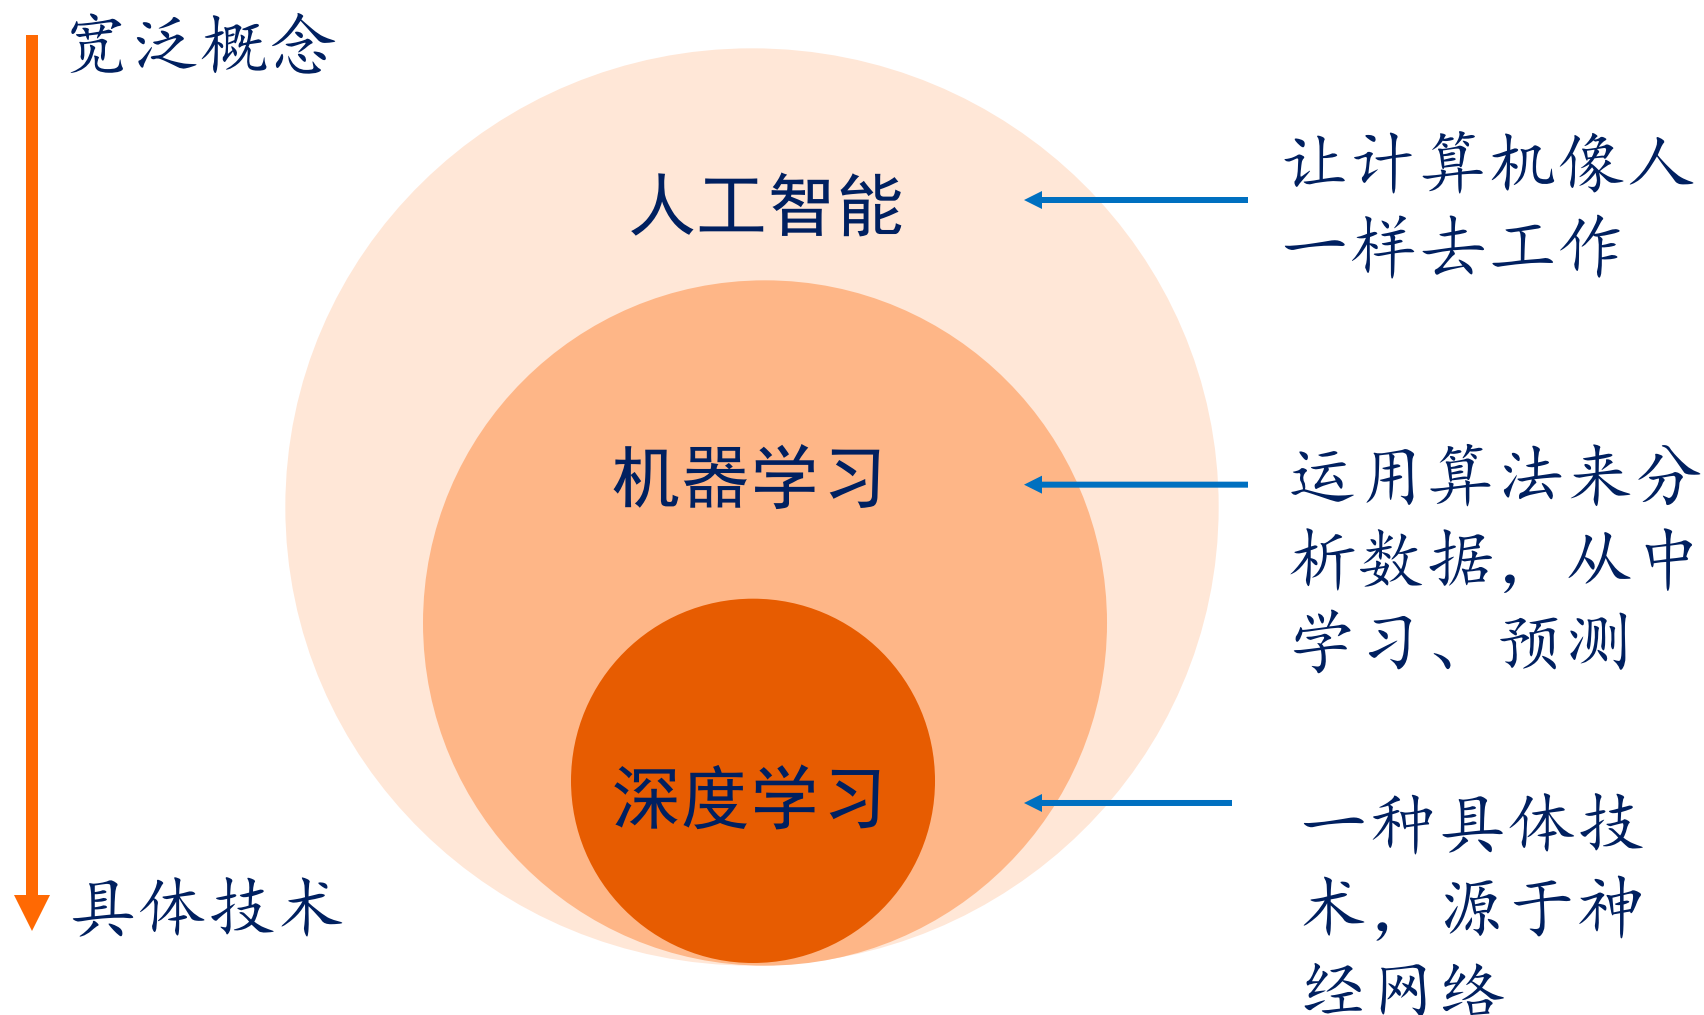 宽泛概念
人工智能
让计算机像人
一样去工作
机器学习
运用算法来分
析数据，从中
学习、预测
深度学习
一种具体技
术，源于神
经网络
具体技术